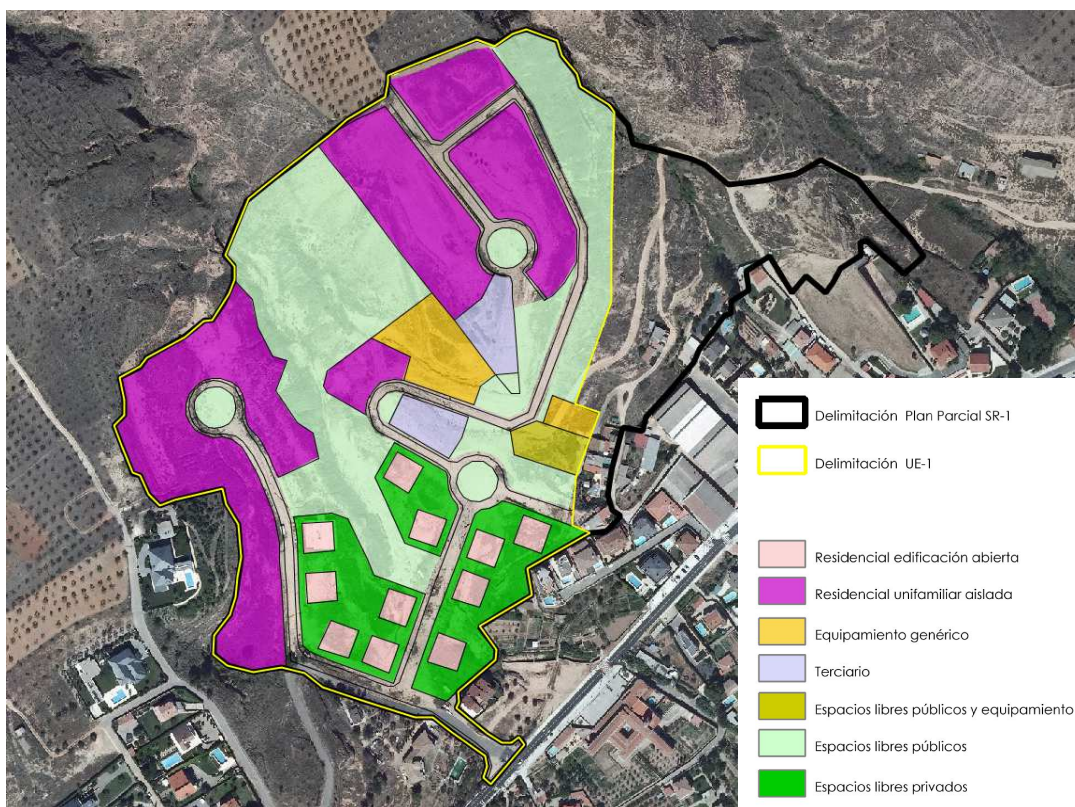 Delimitación Plan Parcial SR-1
Delimitación UE-1
Residencial edificación abierta
Residencial unifamiliar aislada
Equipamiento genérico
Terciario
Espacios libres públicos y equipamiento
Espacios libres públicos
Espacios libres privados